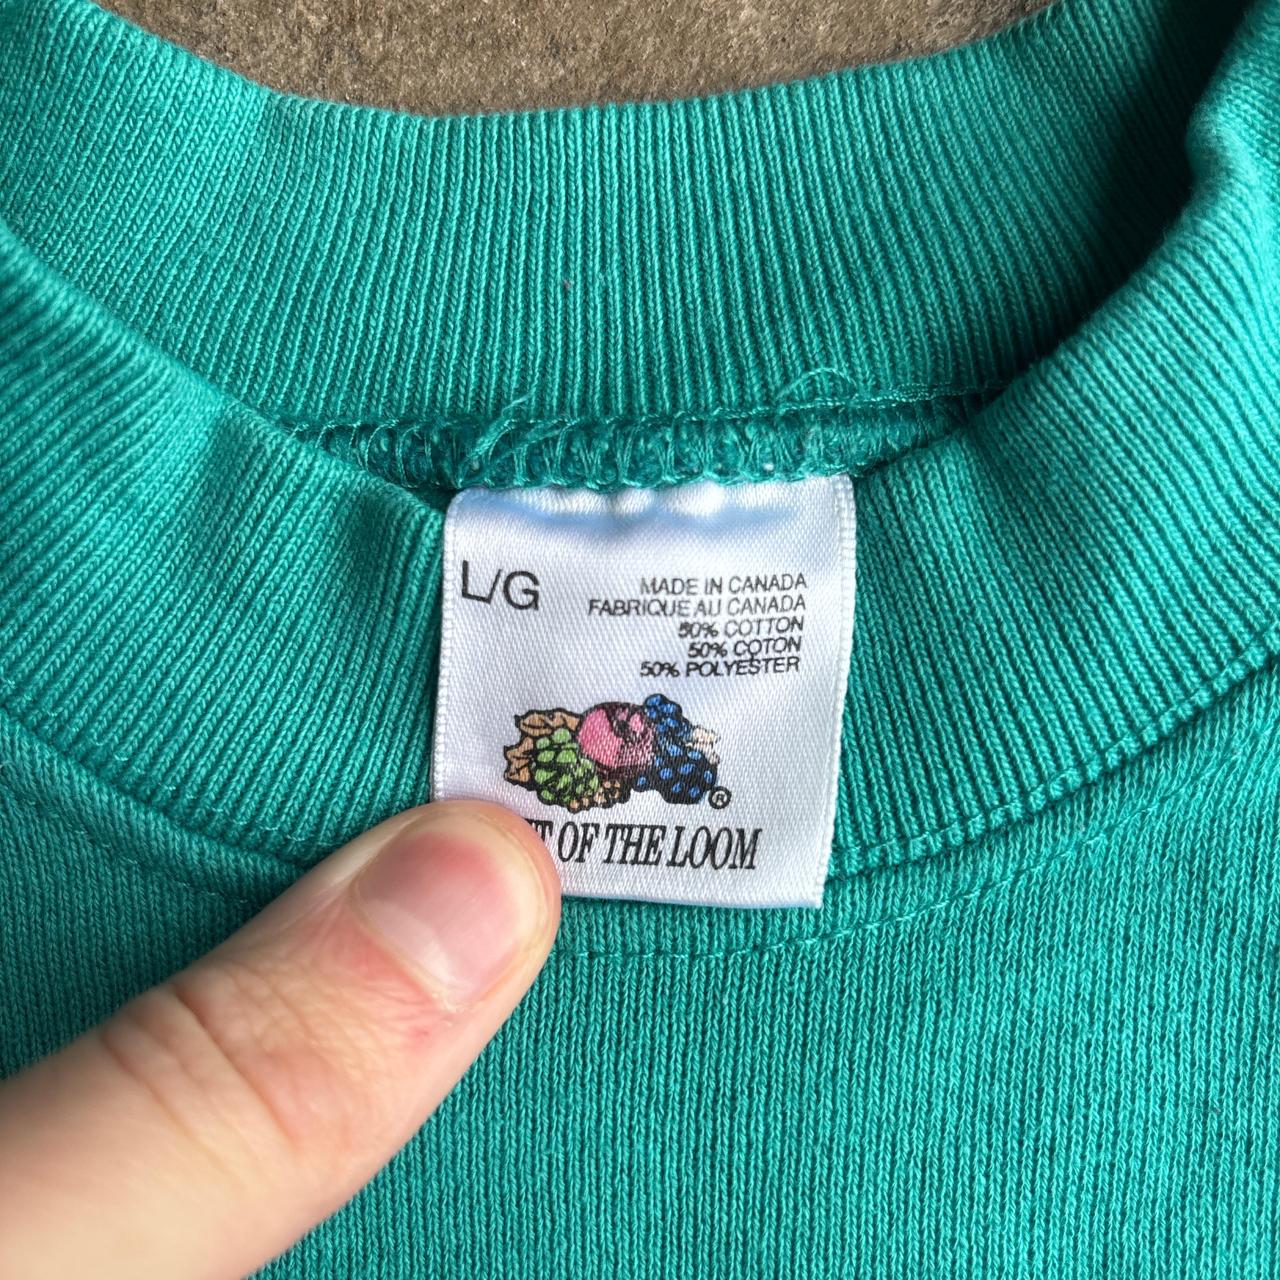 L/G
MADE IN CANADA
FABRIQUE AU CANADA
50% COTTON
50% COTON
50% POLYESTER
®
T OF THE LOOM